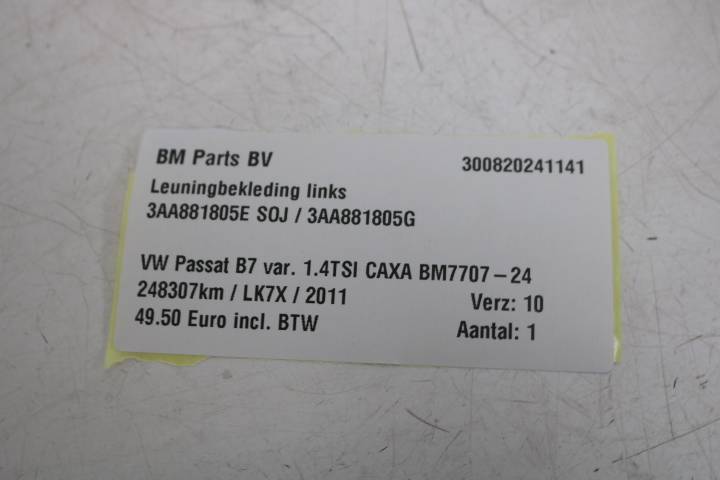 BM Parts BV 300820241141
Leuningbekleding links
3AA881805E SOJ / 3AA881805G
VW Passat B7 var. 1.4TSI CAXA BM7707-24
248307km / LK7X / 2011 Verz: 10
49.50 Euro incl. BTW Aantal: 1